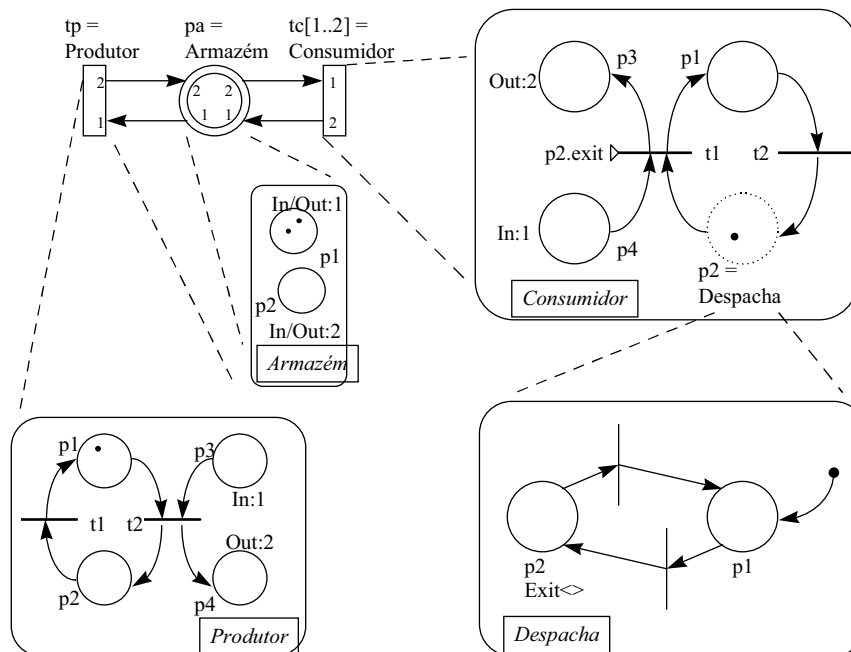 tp =
Produtor
pa =
Armazém
tc[1..2] =
Consumidor
2
1
2 2
1 1
1
2
p3
p1
Out:2
p2.exit
t1
t2
In:1
p4
p2 =
Despacha
Consumidor
In/Out:1
p1
p2
In/Out:2
Armazém
p1
p3
In:1
t1
t2
Out:2
p2
p4
Produtor
p2
Exit<>
p1
Despacha